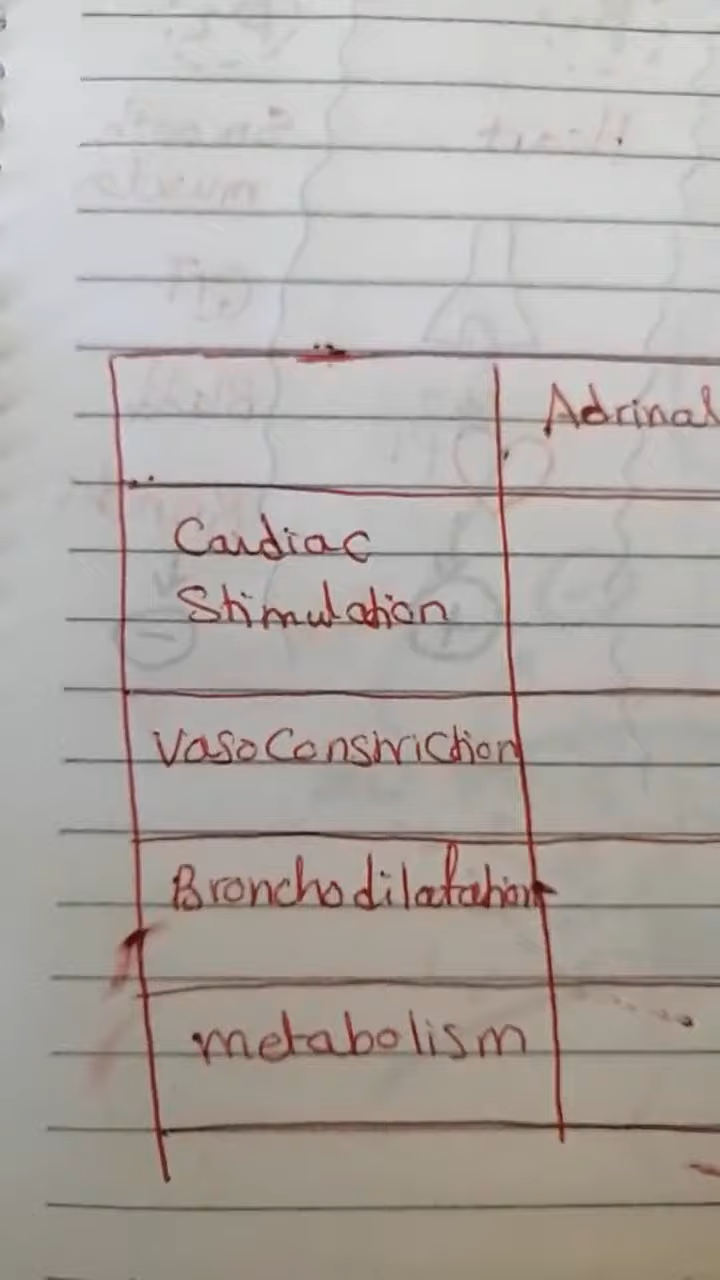 Adrinal
Cardiac
Stimulation
VasoConstriction
Bronchodilatation
metabolism